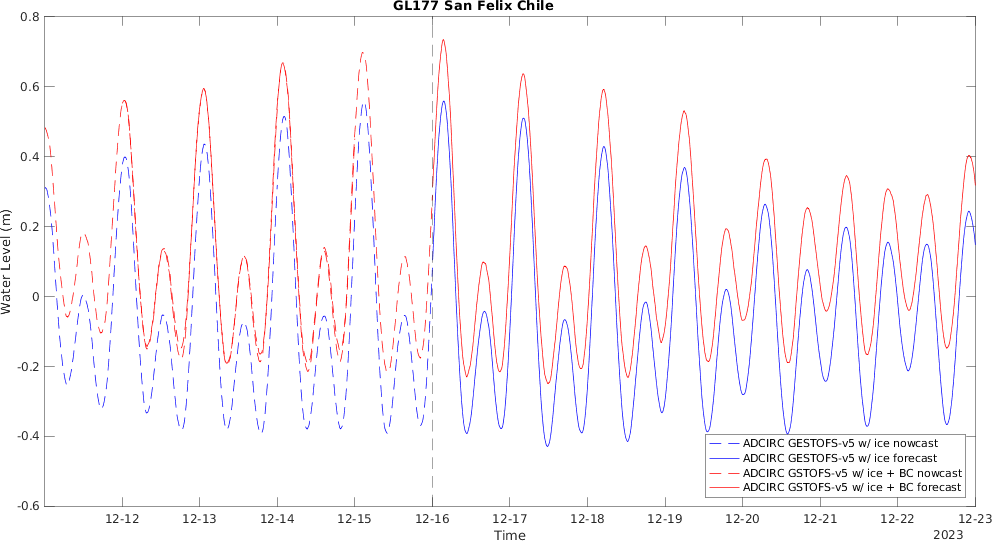 GL177 San Felix Chile
0.8
0.6
0.4
0.2
0
-0.2
-0.4
-0.6
Water Level (m)
ADCIRC GESTOFS-v5 w/ ice nowcast
ADCIRC GESTOFS-v5 w/ ice forecast
ADCIRC GSTOFS-v5 w/ ice + BC nowcast
ADCIRC GSTOFS-v5 w/ ice + BC forecast
12-12 12-13 12-14 12-15 12-16 12-17 12-18 12-19 12-20 12-21 12-22 12-23
Time
2023